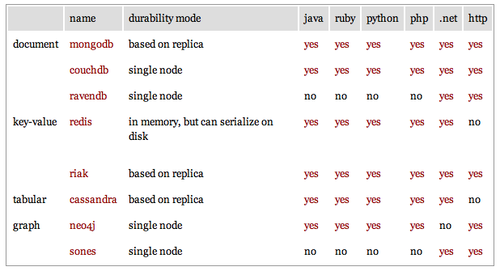 name durability mode java ruby python php .net http
document mongodb based on replica yes yes yes yes yes yes
couchdb single node yes yes yes yes yes yes
ravendb single node no no no no yes yes
key-value redis in memory, but can serialize on yes yes yes yes yes no
disk
riak based on replica yes yes yes yes yes yes
tabular cassandra based on replica yes yes yes yes yes no
graph neo4j single node yes yes yes yes no yes
sones single node no no no no yes yes